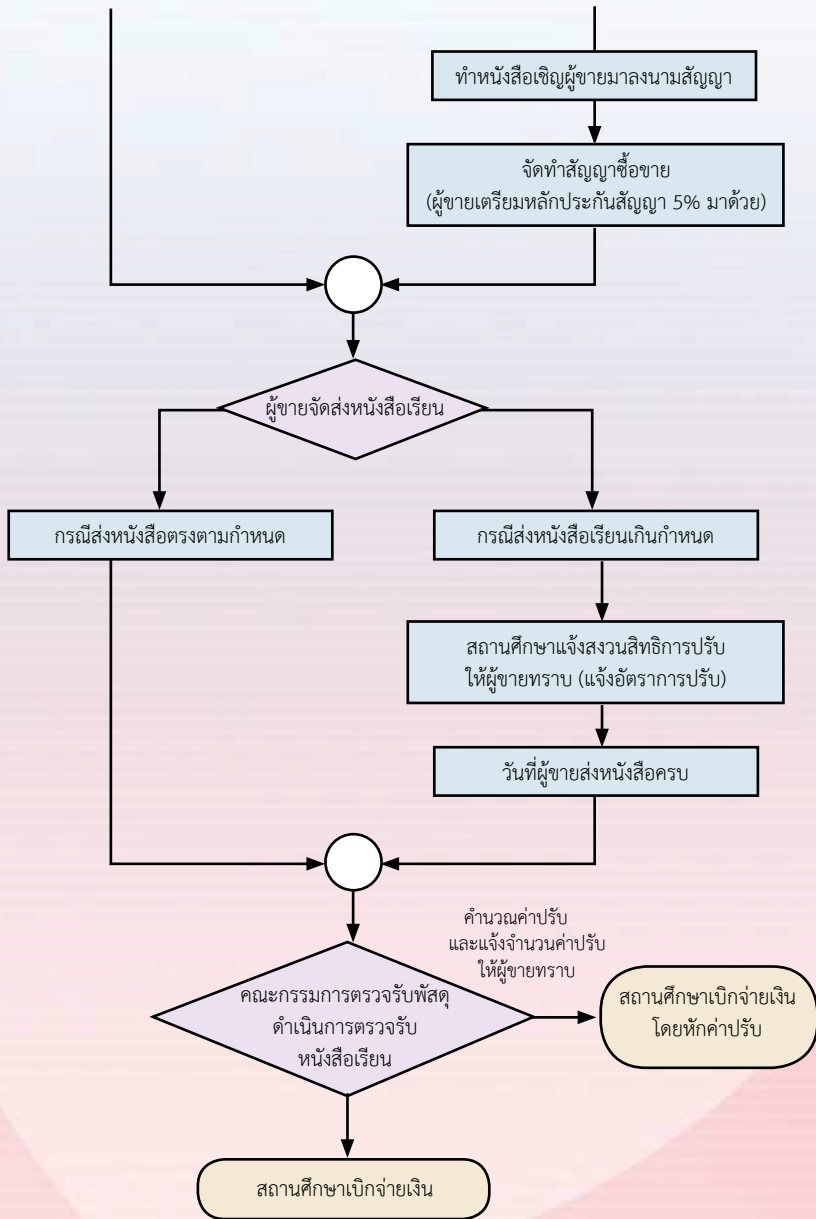 ทำหนังสือเชิญผู้ขายมาลงนามสัญญา
จัดทำสัญญาซื้อขาย
(ผู้ขายเตรียมหลักประกันสัญญา 5% มาด้วย)
ผู้ขายจัดส่งหนังสือเรียน
กรณีส่งหนังสือตรงตามกำหนด
กรณีส่งหนังสือเรียนเกินกำหนด
สถานศึกษาแจ้งสงวนสิทธิการปรับ
ให้ผู้ขายทราบ (แจ้งอัตราการปรับ)
วันที่ผู้ขายส่งหนังสือครบ
คำนวณค่าปรับ
และแจ้งจำนวนค่าปรับ
ให้ผู้ขายทราบ
คณะกรรมการตรวจรับพัสดุ
ดำเนินการตรวจรับ
หนังสือเรียน
สถานศึกษาเบิกจ่ายเงิน
โดยหักค่าปรับ
สถานศึกษาเบิกจ่ายเงิน